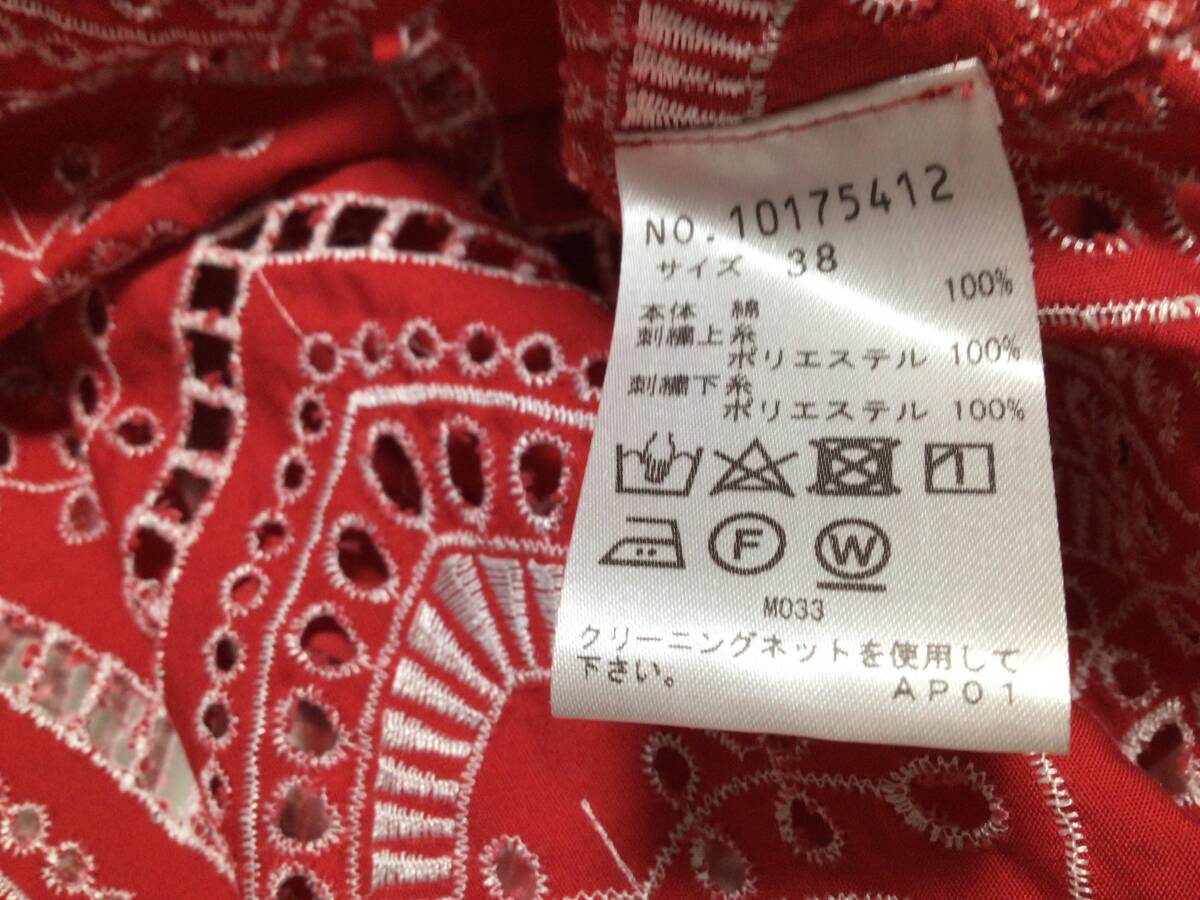 NO.10175412
サイズ 38
本体 綿 100%
刺繍上糸
ポリエステル 100%
刺繍下糸
ポリエステル 100%
F W
M033
クリーニングネットを使用して
下さい。
AP01